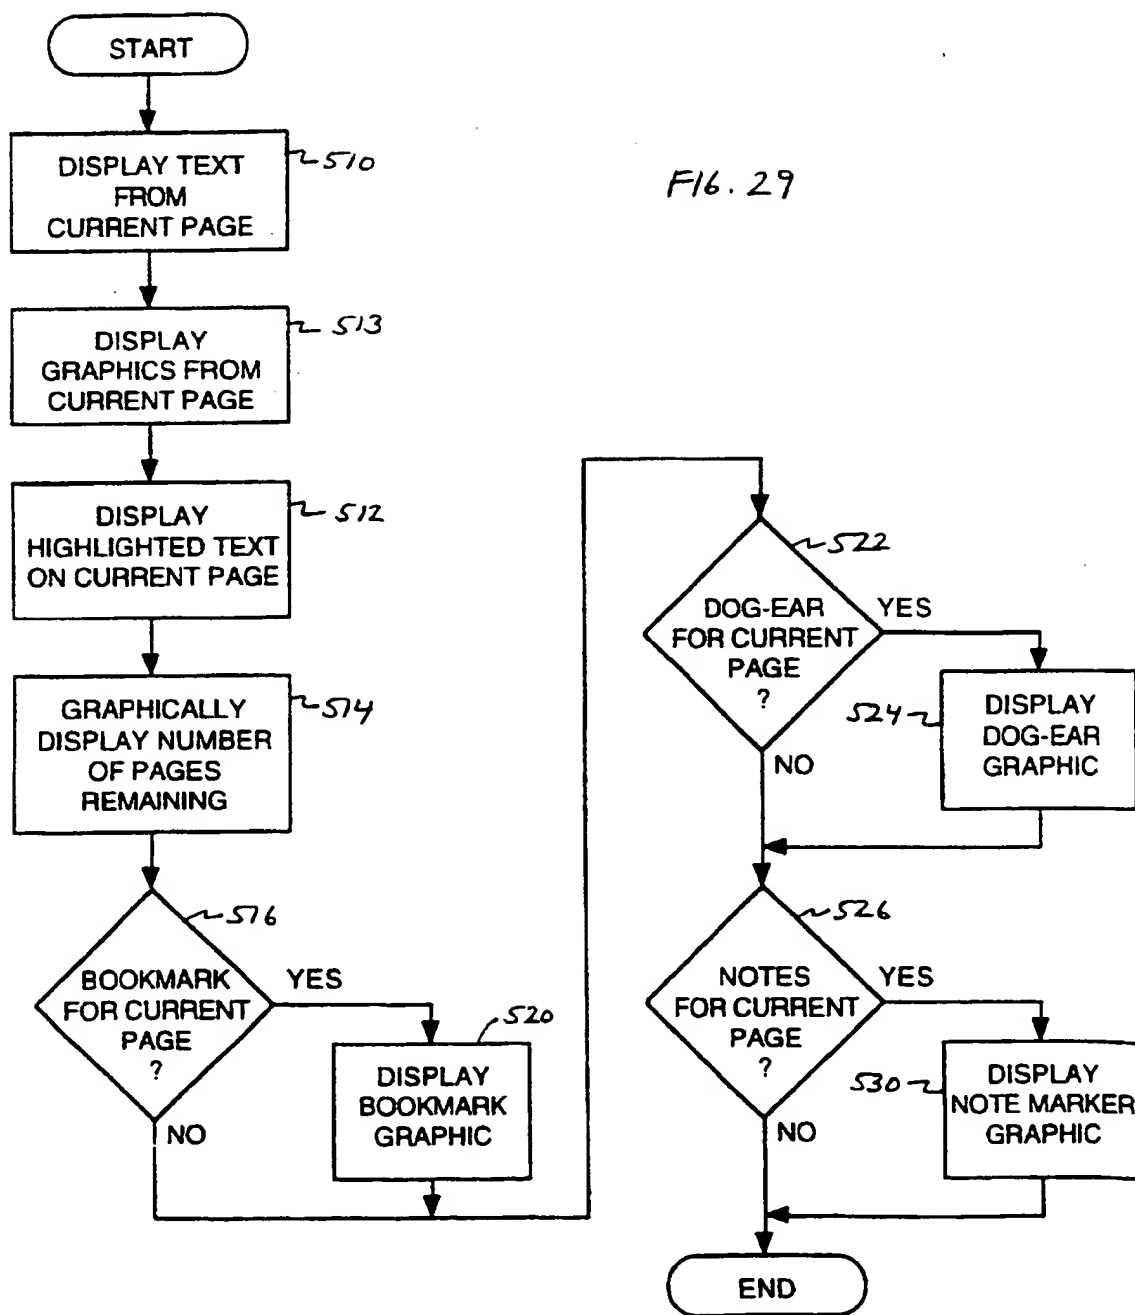 START
DISPLAY TEXT
FROM
CURRENT PAGE
510
FIG. 29
DISPLAY
GRAPHICS FROM
CURRENT PAGE
513
DISPLAY
HIGHLIGHTED TEXT
ON CURRENT PAGE
512
GRAPHICALLY
DISPLAY NUMBER
OF PAGES
REMAINING
514
BOOKMARK
FOR CURRENT
PAGE
?
516
YES
NO
DISPLAY
BOOKMARK
GRAPHIC
520
DOG-EAR
FOR CURRENT
PAGE
?
522
YES
NO
DISPLAY
DOG-EAR
GRAPHIC
524
NOTES
FOR CURRENT
PAGE
?
526
YES
NO
DISPLAY
NOTE MARKER
GRAPHIC
530
END